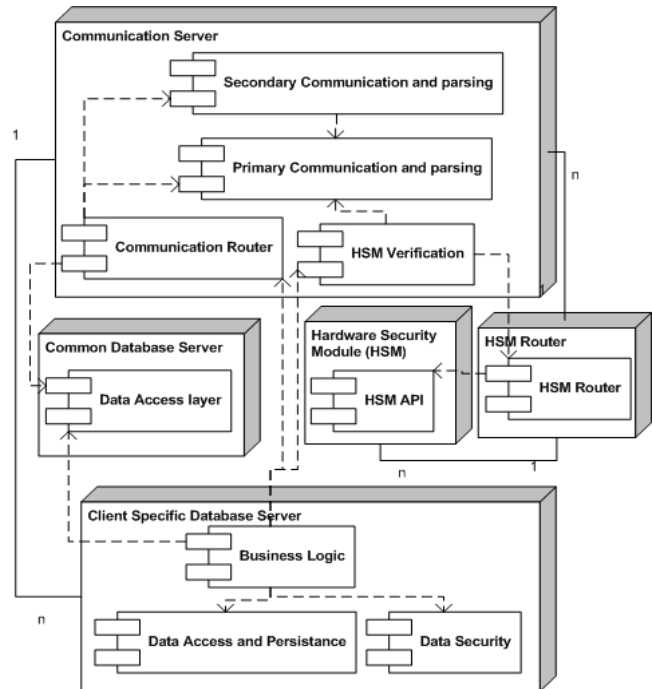 Communication Server
Secondary Communication and parsing
1
Primary Communication and parsing
n
Communication Router
HSM Verification
1
Common Database Server
Hardware Security
Module (HSM)
HSM Router
Data Access layer
HSM API
HSM Router
n
1
Client Specific Database Server
Business Logic
n
Data Access and Persistance
Data Security